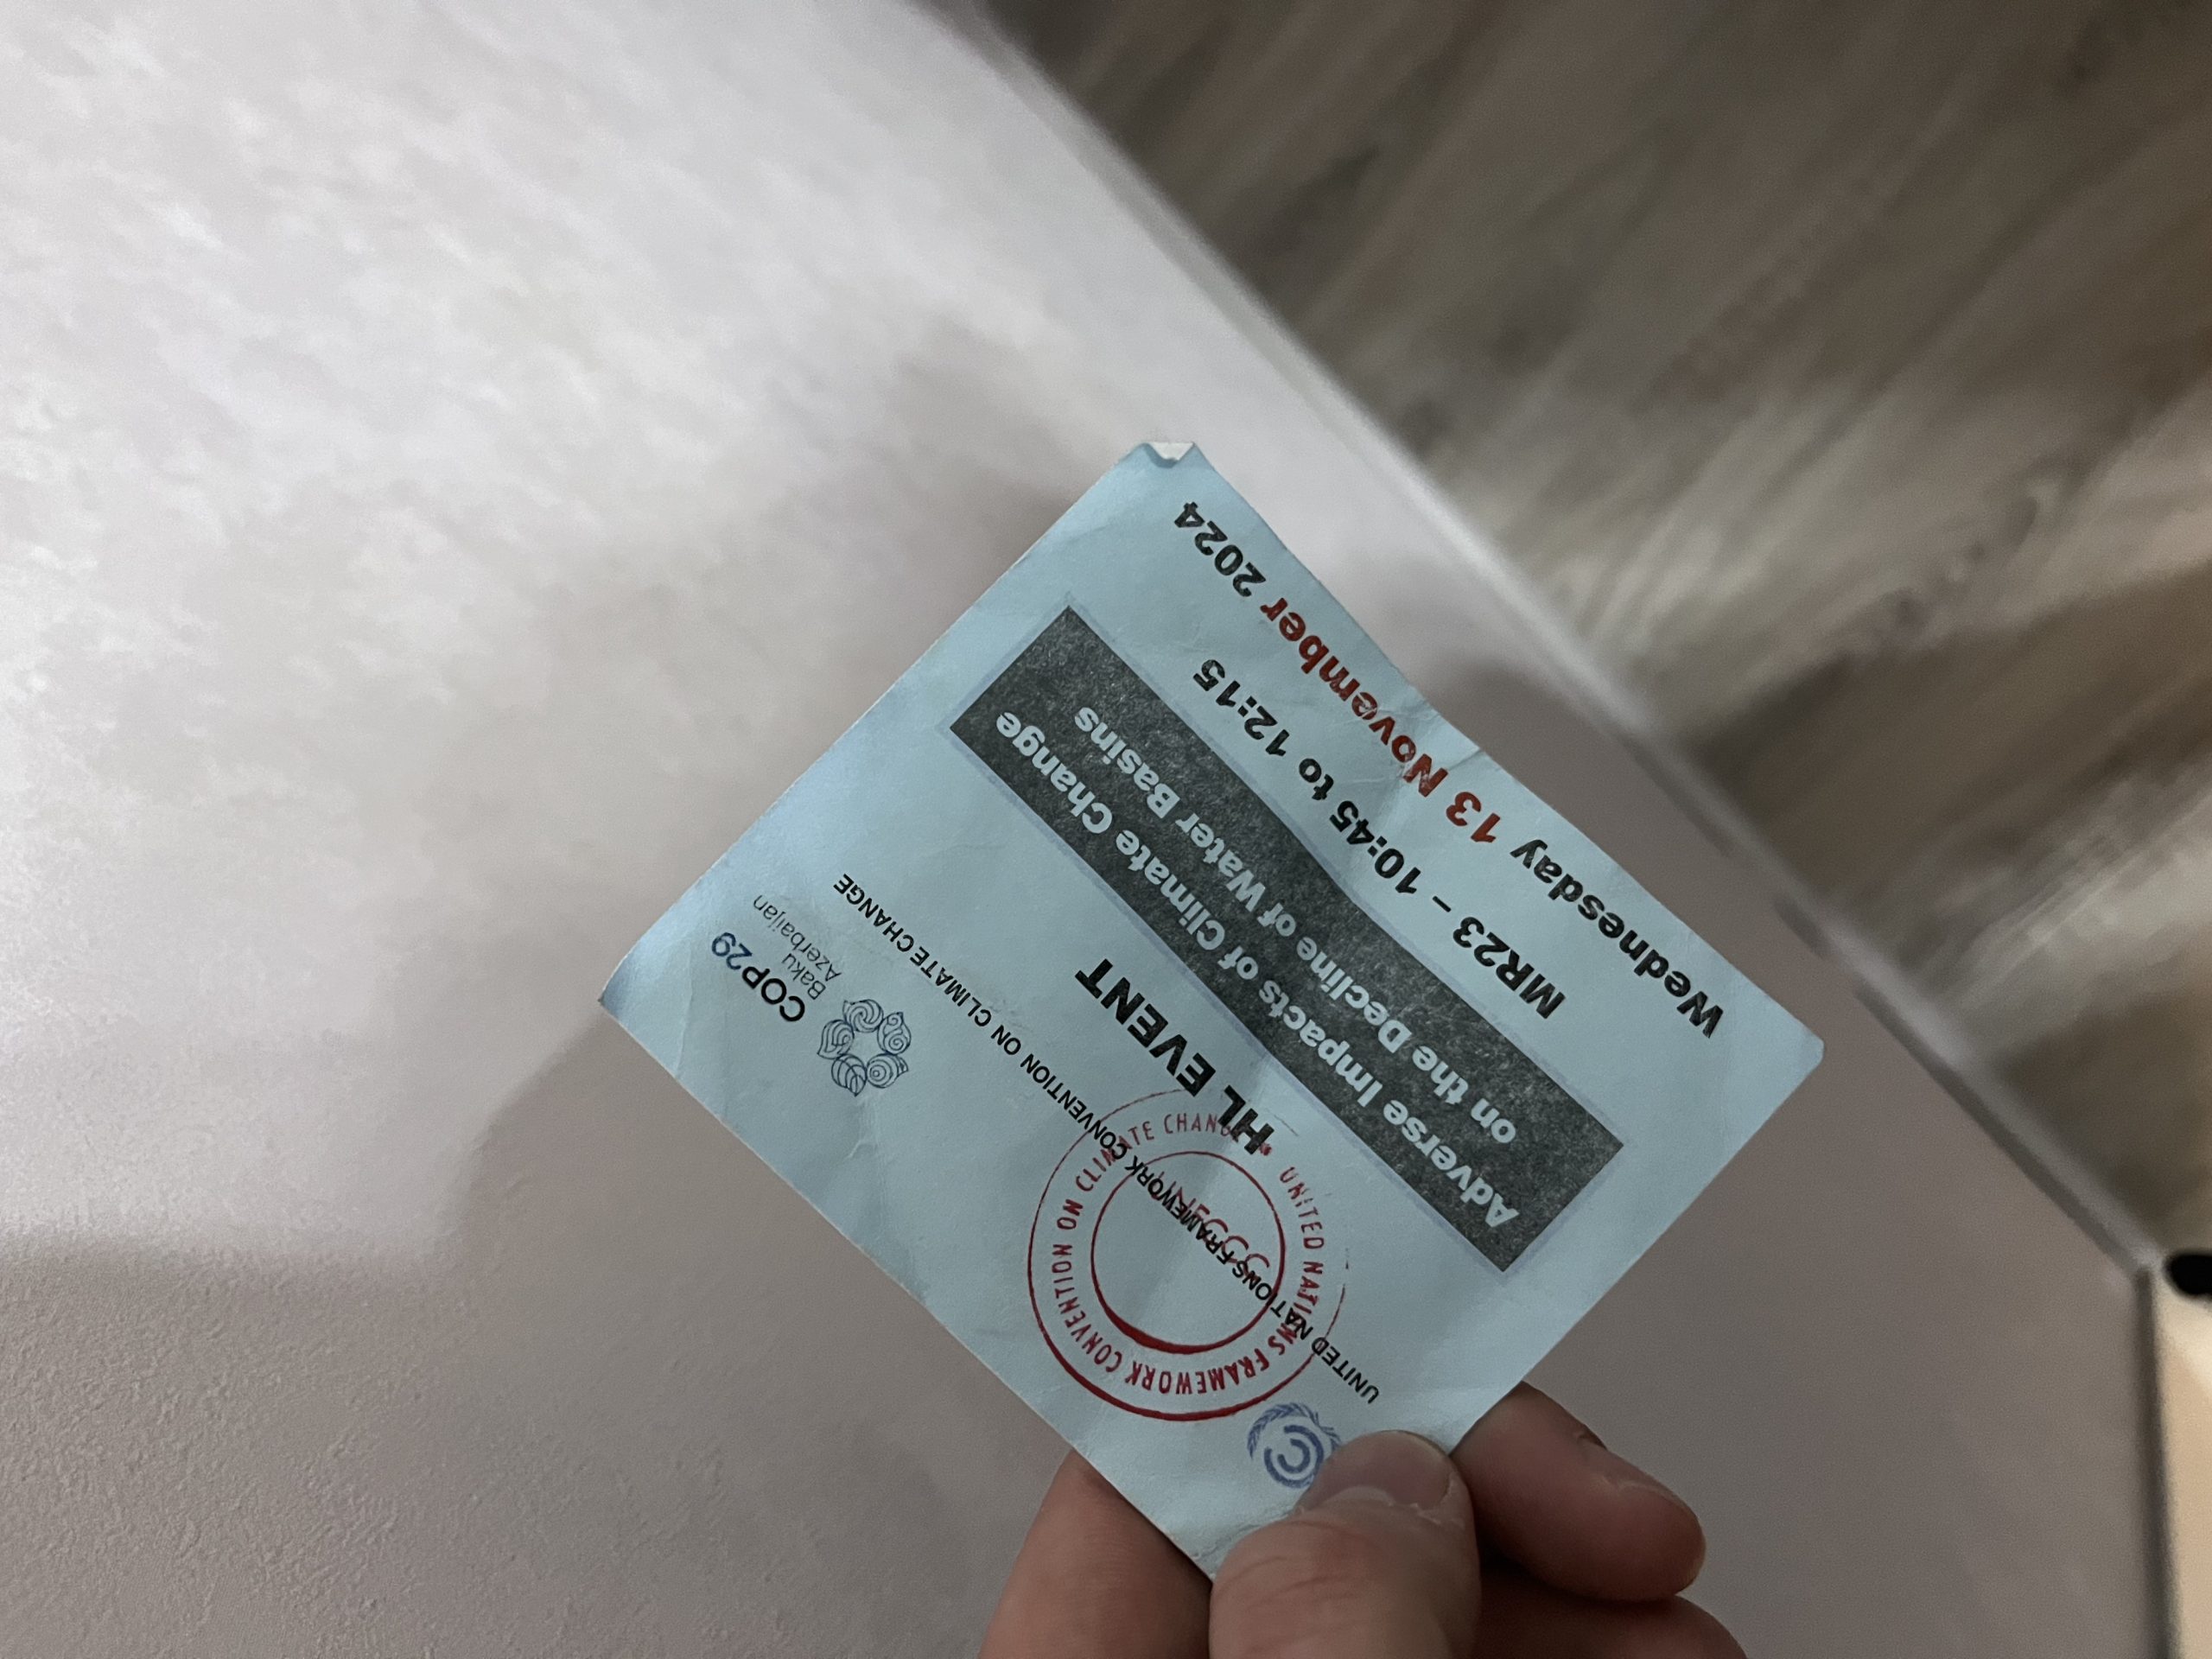 COP29
Baku
Azerbaijan
UNITED NATIONS FRAMEWORK CONVENTION ON CLIMATE CHANGE
UNITED NATIONS FRAMEWORK CONVENTION ON CLIMATE CHANGE *
UNFCCC
HL EVENT
Adverse Impacts of Climate Change
on the Decline of Water Basins
MR23 – 10:45 to 12:15
Wednesday 13 November 2024